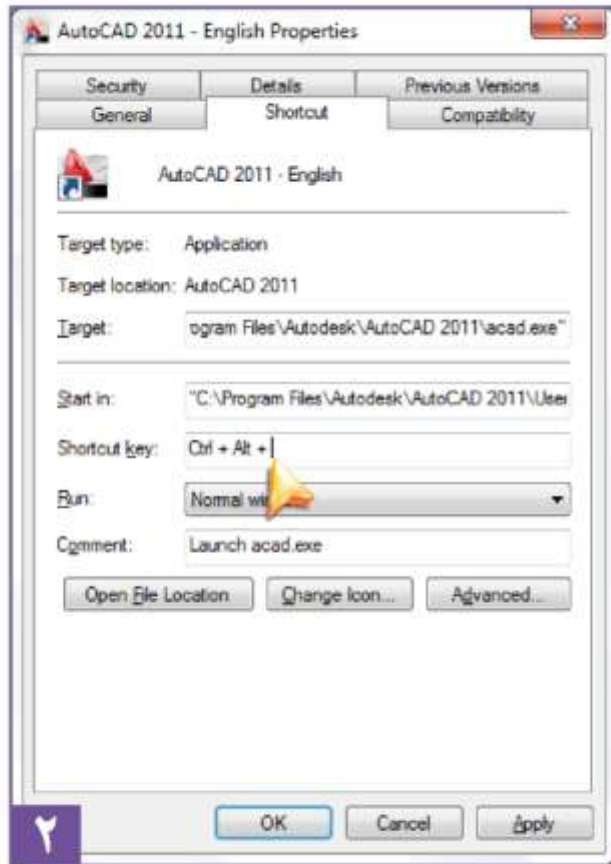 AutoCAD 2011 - English Properties
Security Details Previous Versions
General Shortcut Compatibility
AutoCAD 2011 - English
Target type: Application
Target location: AutoCAD 2011
Target: ogram Files\Autodesk\AutoCAD 2011\acad.exe"
Start in: "C:\Program Files\Autodesk\AutoCAD 2011\User
Shortcut key: Ctrl + Alt +
Run: Normal
Comment: Launch acad.exe
Open File Location Change Icon... Advanced...
OK Cancel Apply
٢